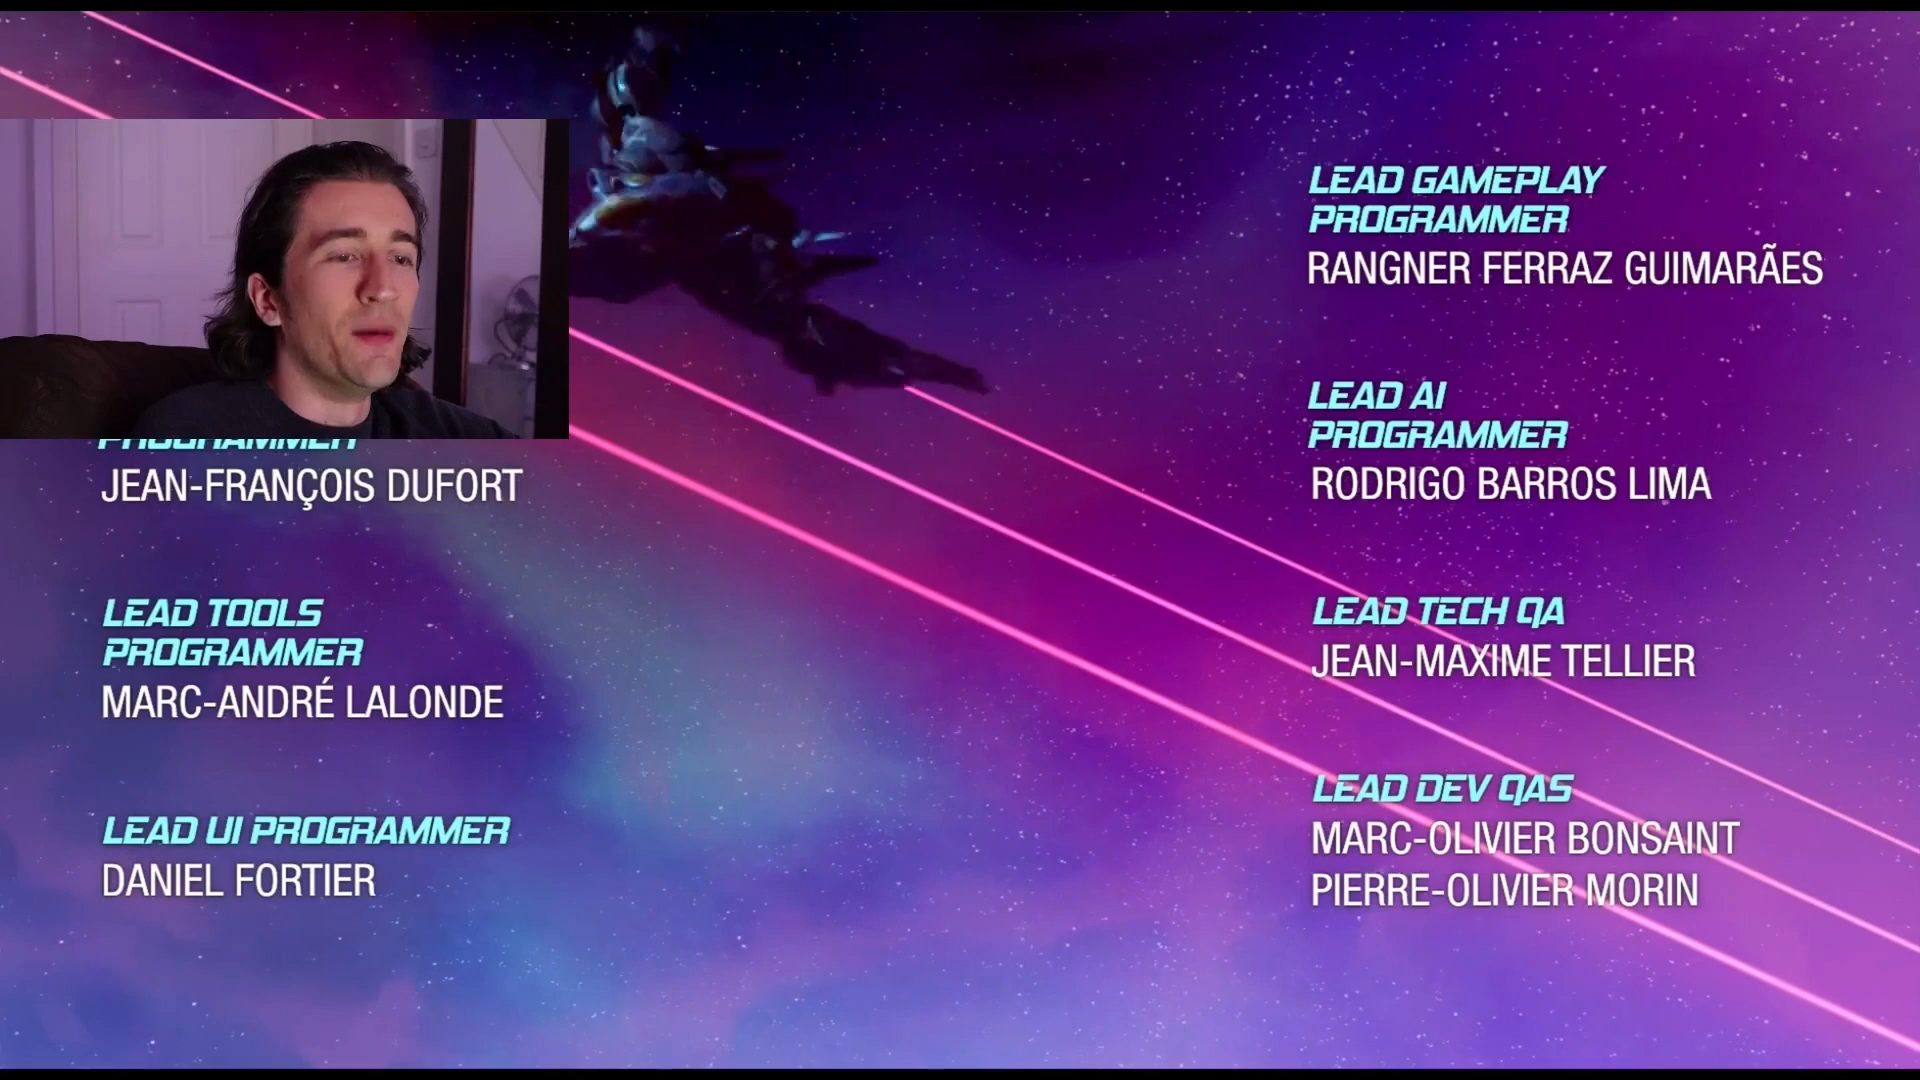 PROGRAMMER
JEAN-FRANÇOIS DUFORT
LEAD TOOLS
PROGRAMMER
MARC-ANDRÉ LALONDE
LEAD UI PROGRAMMER
DANIEL FORTIER
LEAD GAMEPLAY
PROGRAMMER
RANGNER FERRAZ GUIMARÃES
LEAD AI
PROGRAMMER
RODRIGO BARROS LIMA
LEAD TECH QA
JEAN-MAXIME TELLIER
LEAD DEV QAS
MARC-OLIVIER BONSAINT
PIERRE-OLIVIER MORIN